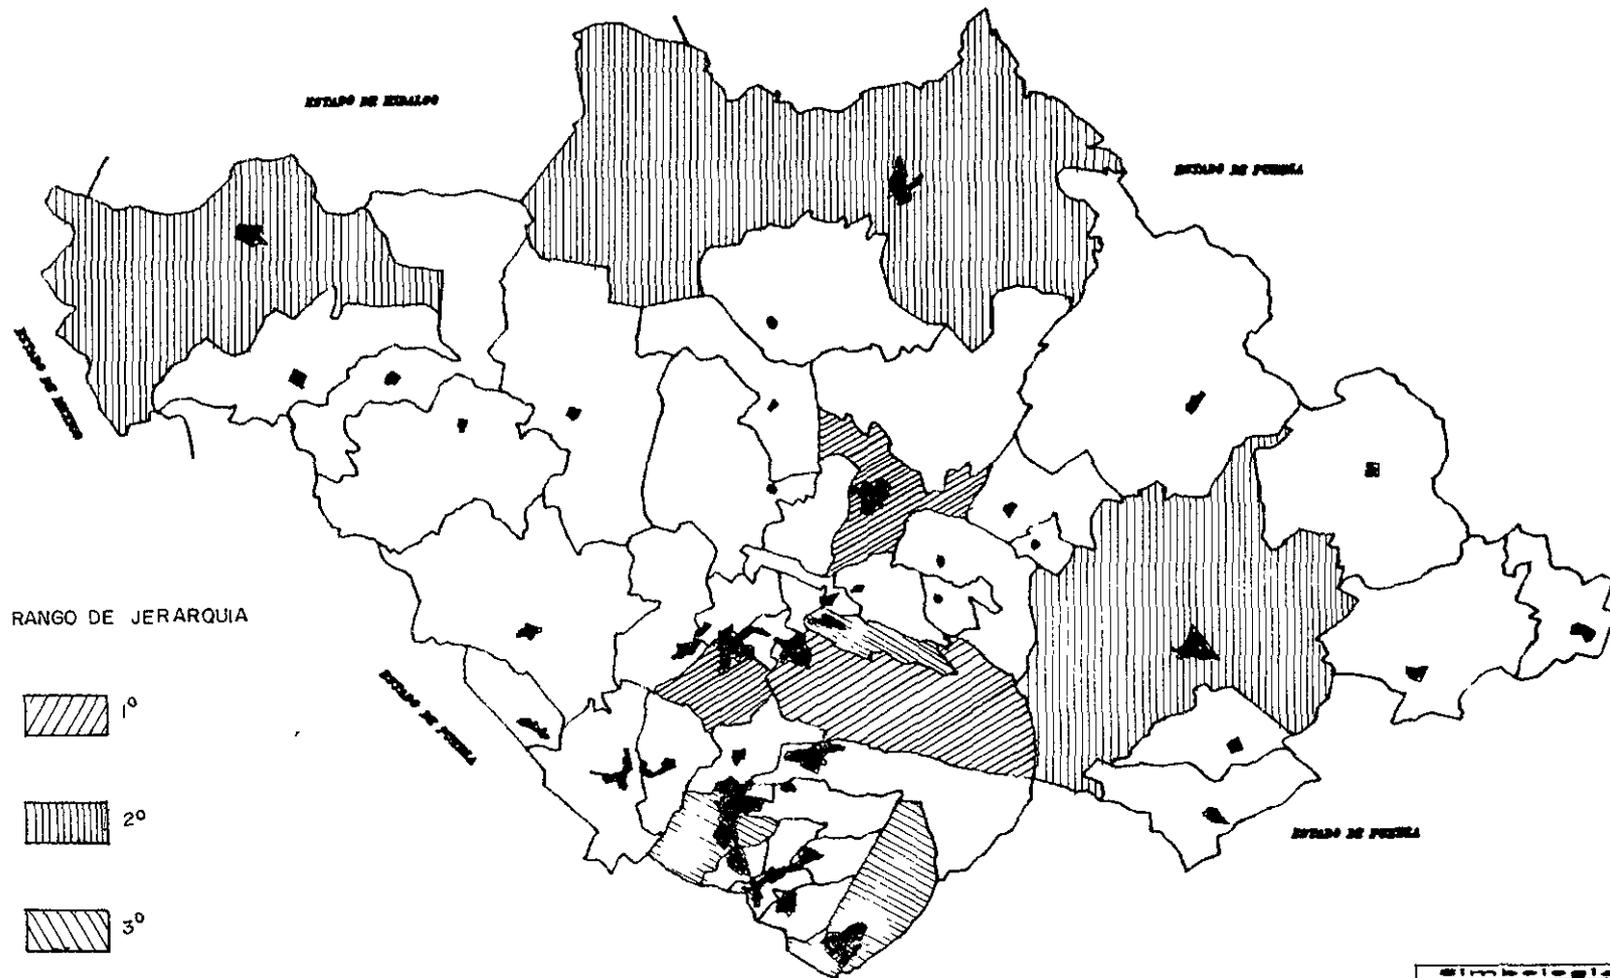 ESTADO DE HIDALGO
ESTADO DE PUEBLA
ESTADO DE MEXICO
RANGO DE JERARQUIA
1º
ESTADO DE PUEBLA
2º
ESTADO DE PUEBLA
3º